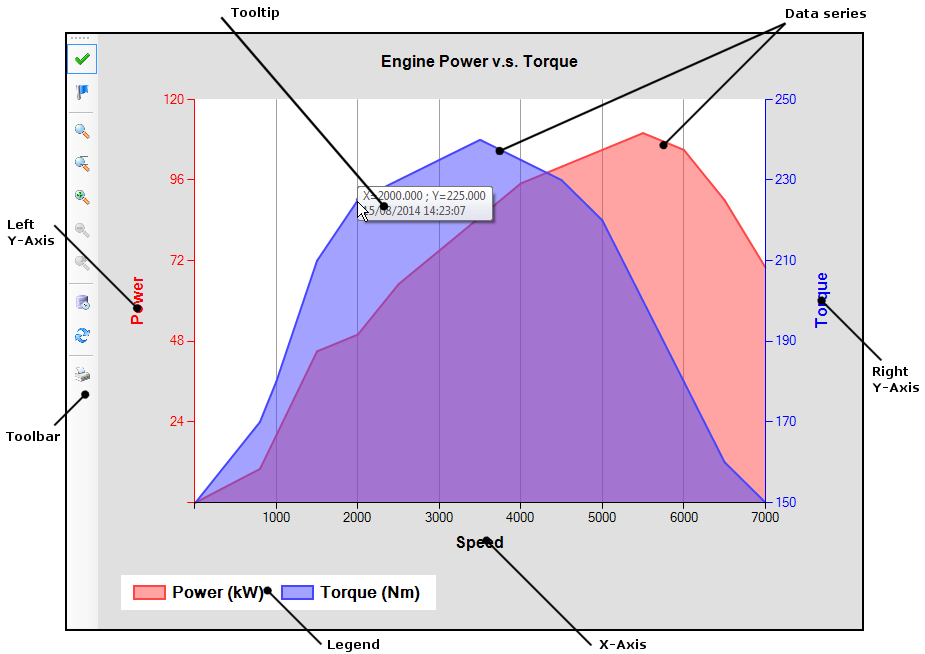 Tooltip
Data series
Engine Power v.s. Torque
120
250
96
230
X=2000.000 ; Y=225.000
15/08/2014 14:23:07
Left
Y-Axis
72
210
Power
Torque
48
190
Right
Y-Axis
24
170
Toolbar
150
1000 2000 3000 4000 5000 6000 7000
Speed
Power (kW) Torque (Nm)
Legend
X-Axis